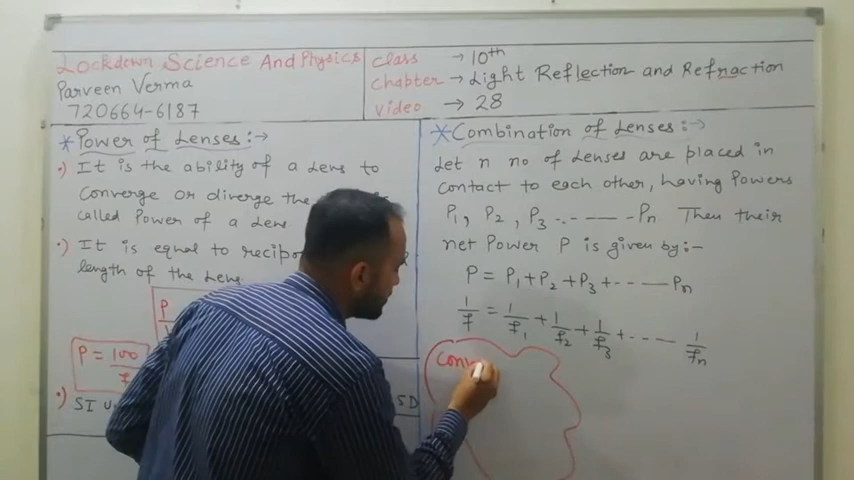 Lockdown Science And Physics
Parveen Verma
720664-6187
Class → 10th
Chapter → Light Reflection and Refraction
Video → 28
* Power of Lenses:→
•) It is the ability of a Lens to
Converge or diverge the
called Power of a Lens
•) It is equal to
length of the Lens
P
P = 100
f
•) SI
SD
* Combination of Lenses:→
Let n no of Lenses are placed in
Contact to each other, having Powers
P1, P2, P3 ..---- Pn Then their
net Power P is given by:-
P = P1 + P2 + P3 + ---- Pn
1/f = 1/f1 + 1/f2 + 1/f3 + ---- 1/fn
Conv